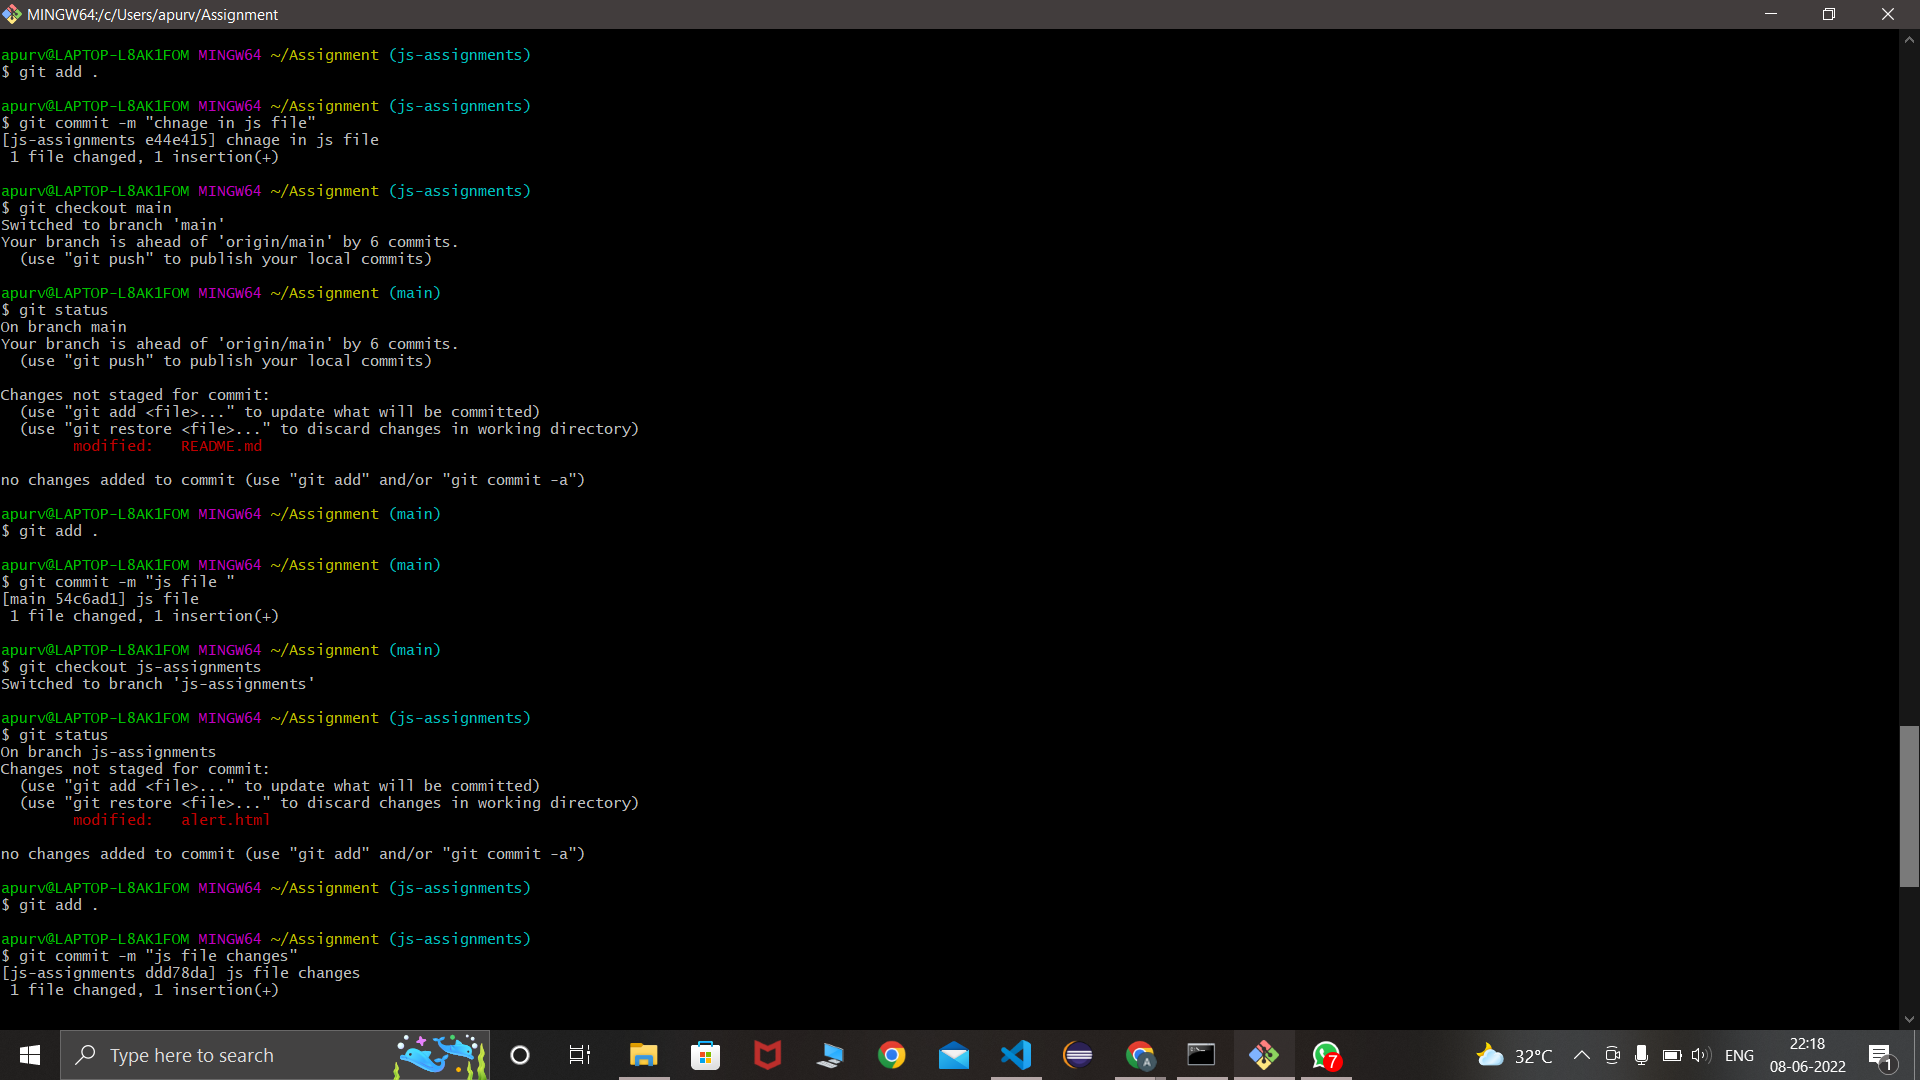 MINGW64:/c/Users/apurv/Assignment
apurv@LAPTOP-L8AK1FOM MINGW64 ~/Assignment (js-assignments)
$ git add .
apurv@LAPTOP-L8AK1FOM MINGW64 ~/Assignment (js-assignments)
$ git commit -m "chnage in js file"
[js-assignments e44e415] chnage in js file
1 file changed, 1 insertion(+)
apurv@LAPTOP-L8AK1FOM MINGW64 ~/Assignment (js-assignments)
$ git checkout main
Switched to branch 'main'
Your branch is ahead of 'origin/main' by 6 commits.
(use "git push" to publish your local commits)
apurv@LAPTOP-L8AK1FOM MINGW64 ~/Assignment (main)
$ git status
On branch main
Your branch is ahead of 'origin/main' by 6 commits.
(use "git push" to publish your local commits)
Changes not staged for commit:
(use "git add <file>..." to update what will be committed)
(use "git restore <file>..." to discard changes in working directory)
modified:   README.md
no changes added to commit (use "git add" and/or "git commit -a")
apurv@LAPTOP-L8AK1FOM MINGW64 ~/Assignment (main)
$ git add .
apurv@LAPTOP-L8AK1FOM MINGW64 ~/Assignment (main)
$ git commit -m "js file "
[main 54c6ad1] js file
1 file changed, 1 insertion(+)
apurv@LAPTOP-L8AK1FOM MINGW64 ~/Assignment (main)
$ git checkout js-assignments
Switched to branch 'js-assignments'
apurv@LAPTOP-L8AK1FOM MINGW64 ~/Assignment (js-assignments)
$ git status
On branch js-assignments
Changes not staged for commit:
(use "git add <file>..." to update what will be committed)
(use "git restore <file>..." to discard changes in working directory)
modified:   alert.html
no changes added to commit (use "git add" and/or "git commit -a")
apurv@LAPTOP-L8AK1FOM MINGW64 ~/Assignment (js-assignments)
$ git add .
apurv@LAPTOP-L8AK1FOM MINGW64 ~/Assignment (js-assignments)
$ git commit -m "js file changes"
[js-assignments ddd78da] js file changes
1 file changed, 1 insertion(+)
Type here to search
A
7
32°C
ENG
22:18
08-06-2022
1